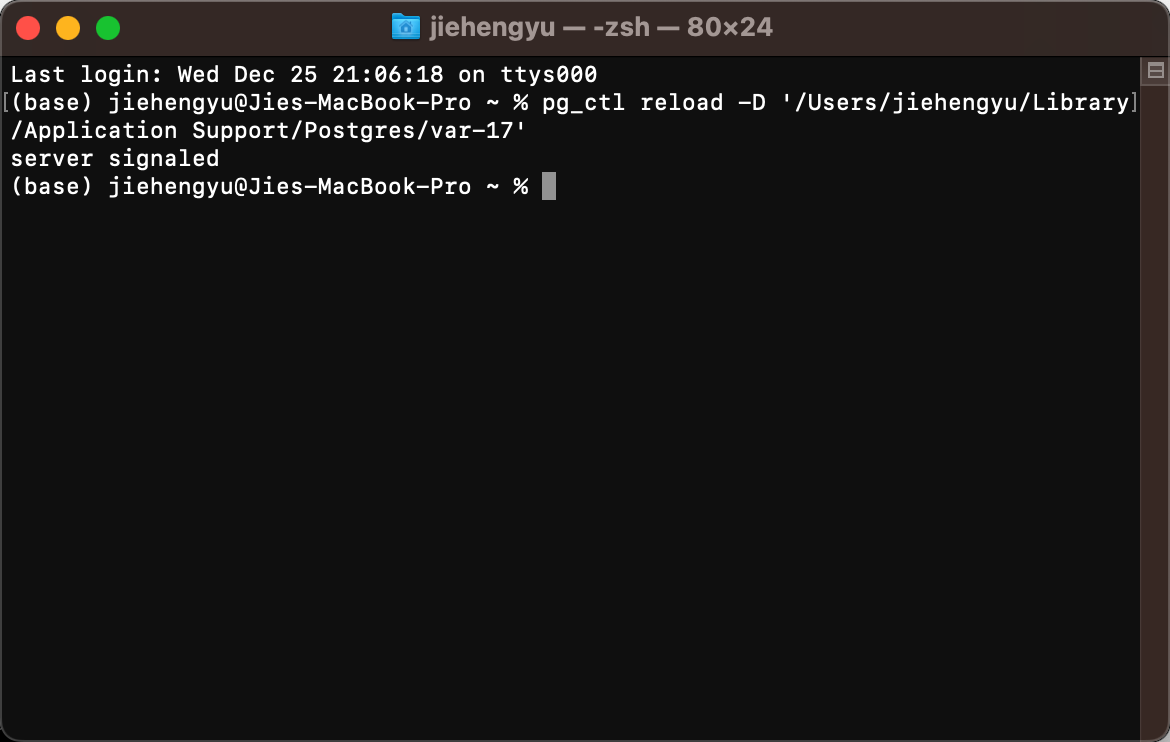 jiehengyu — -zsh — 80×24
Last login: Wed Dec 25 21:06:18 on ttys000
[(base) jiehengyu@Jies-MacBook-Pro ~ % pg_ctl reload -D '/Users/jiehengyu/Library]
/Application Support/Postgres/var-17'
server signaled
(base) jiehengyu@Jies-MacBook-Pro ~ %